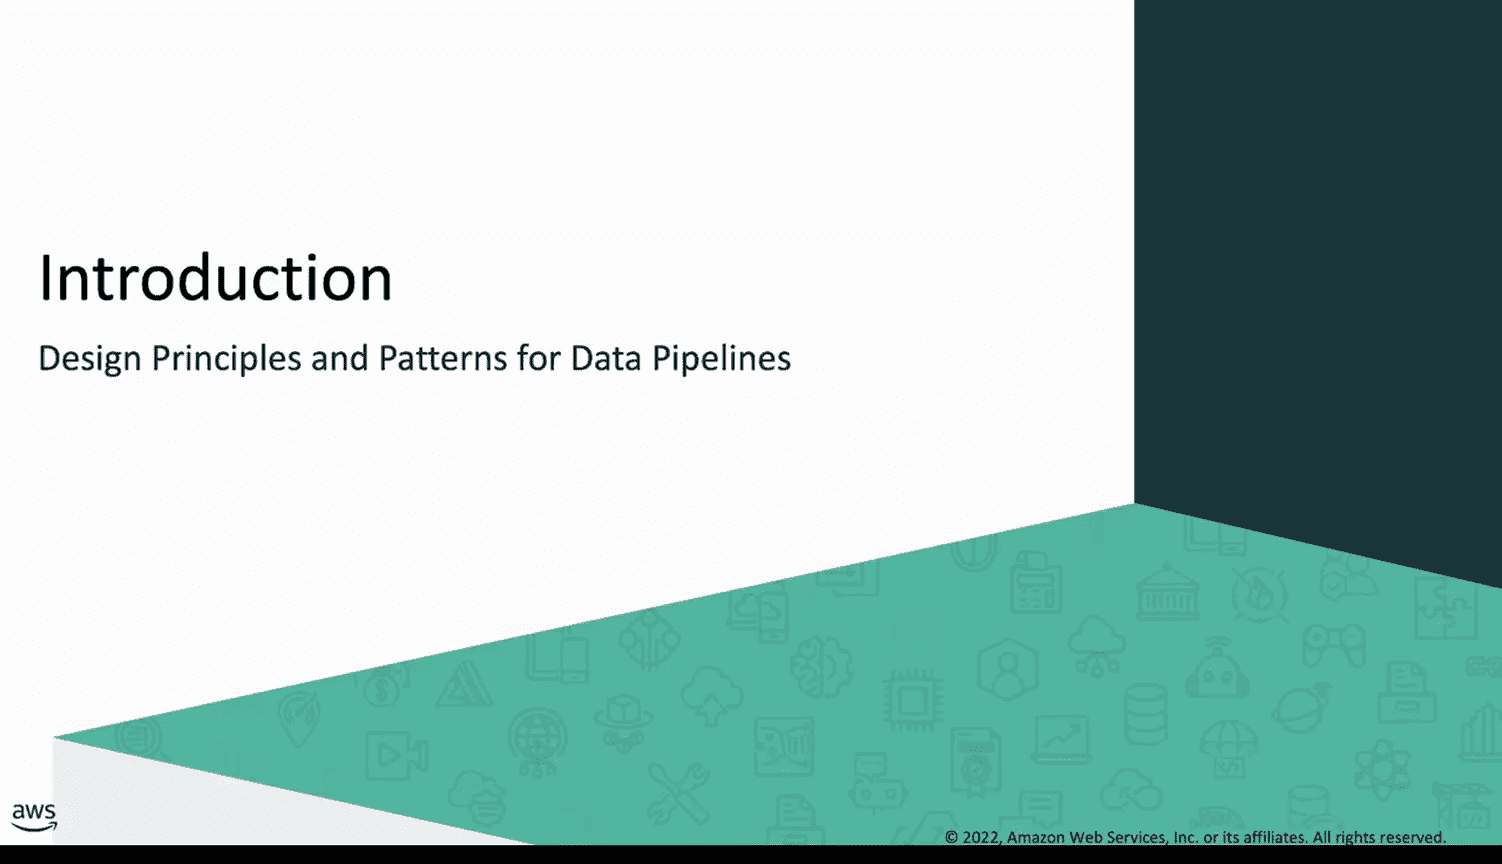 Introduction
Design Principles and Patterns for Data Pipelines
aws
© 2022, Amazon Web Services, Inc. or its affiliates. All rights reserved.